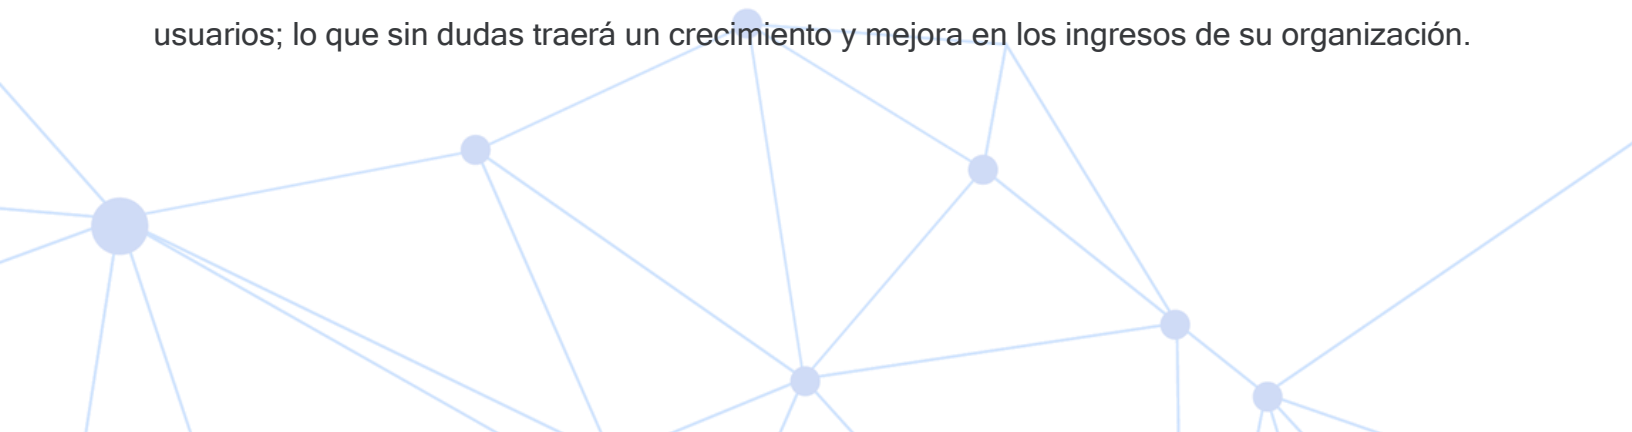 usuarios; lo que sin dudas traerá un crecimiento y mejora en los ingresos de su organización.